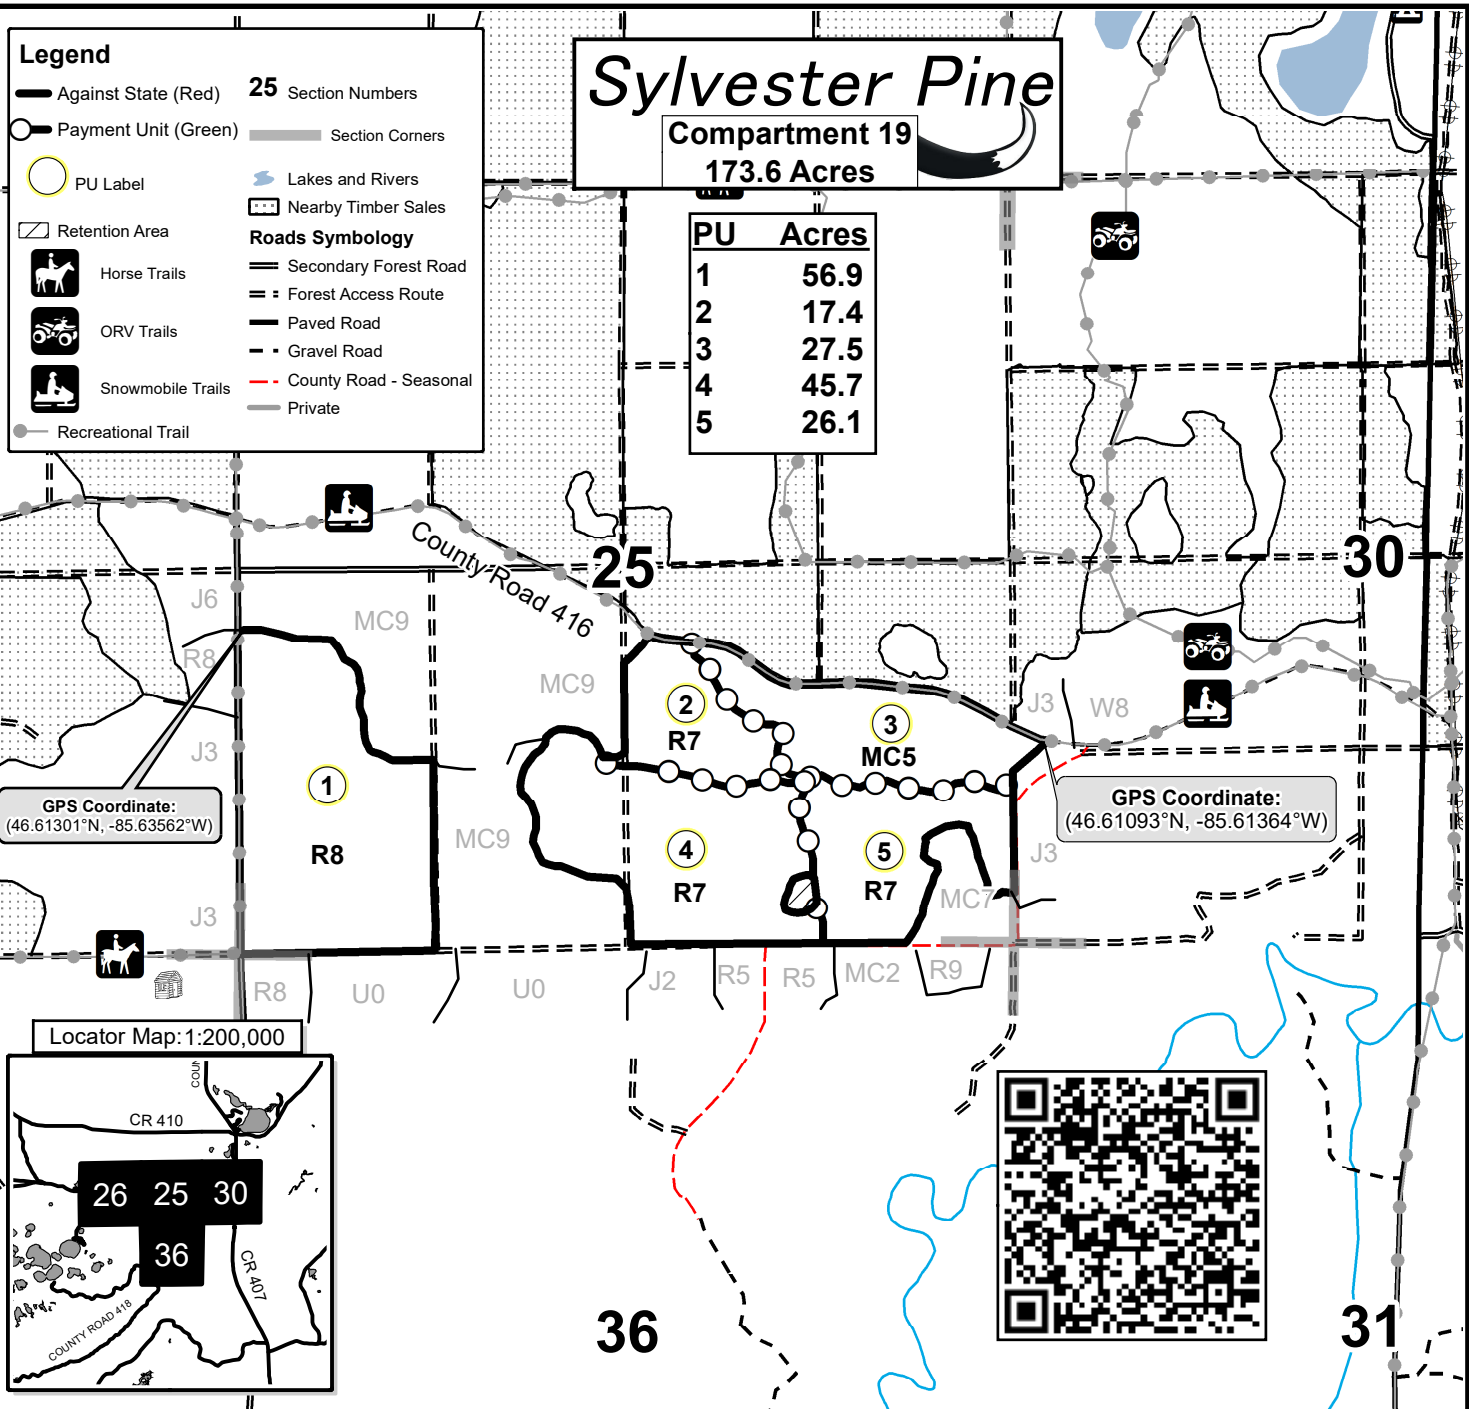 Legend
Against State (Red)
Payment Unit (Green)
PU Label
Retention Area
Horse Trails
ORV Trails
Snowmobile Trails
Recreational Trail
25 Section Numbers
Section Corners
Lakes and Rivers
Nearby Timber Sales
Roads Symbology
Secondary Forest Road
Forest Access Route
Paved Road
Gravel Road
County Road - Seasonal
Private
Sylvester Pine
Compartment 19
173.6 Acres
PU Acres
1 56.9
2 17.4
3 27.5
4 45.7
5 26.1
County Road 416
25
30
J6
MC9
R8
MC9
J3
W8
2
R7
3
MC5
J3
1
GPS Coordinate:
(46.61301°N, -85.63562°W)
GPS Coordinate:
(46.61093°N, -85.61364°W)
R8
MC9
4
R7
5
R7
J3
MC7
J3
R8
U0
U0
J2
R5
R5
MC2
R9
Locator Map: 1:200,000
COUN
CR 410
26 25 30
36
CR 407
COUNTY ROAD 418
36
31